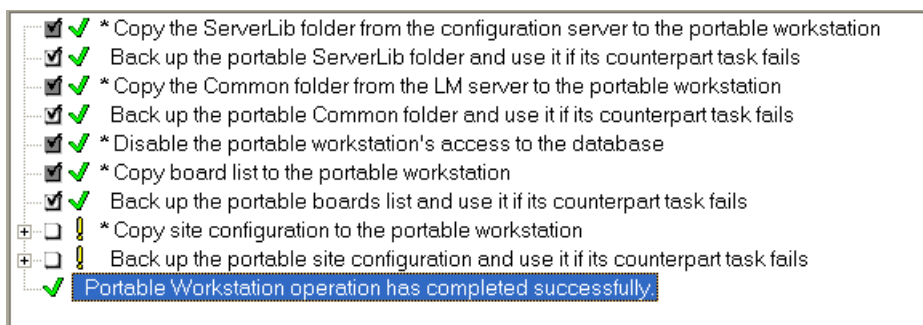 * Copy the ServerLib folder from the configuration server to the portable workstation
Back up the portable ServerLib folder and use it if its counterpart task fails
* Copy the Common folder from the LM server to the portable workstation
Back up the portable Common folder and use it if its counterpart task fails
* Disable the portable workstation's access to the database
* Copy board list to the portable workstation
Back up the portable boards list and use it if its counterpart task fails
* Copy site configuration to the portable workstation
Back up the portable site configuration and use it if its counterpart task fails
Portable Workstation operation has completed successfully.